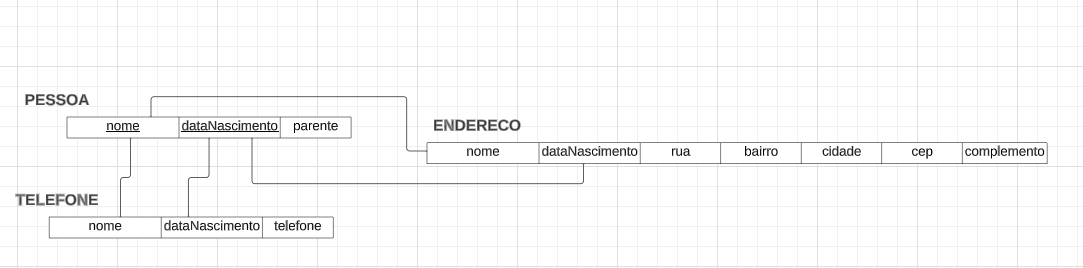 PESSOA
nome dataNascimento parente
ENDERECO
nome dataNascimento rua bairro cidade cep complemento
TELEFONE
nome dataNascimento telefone